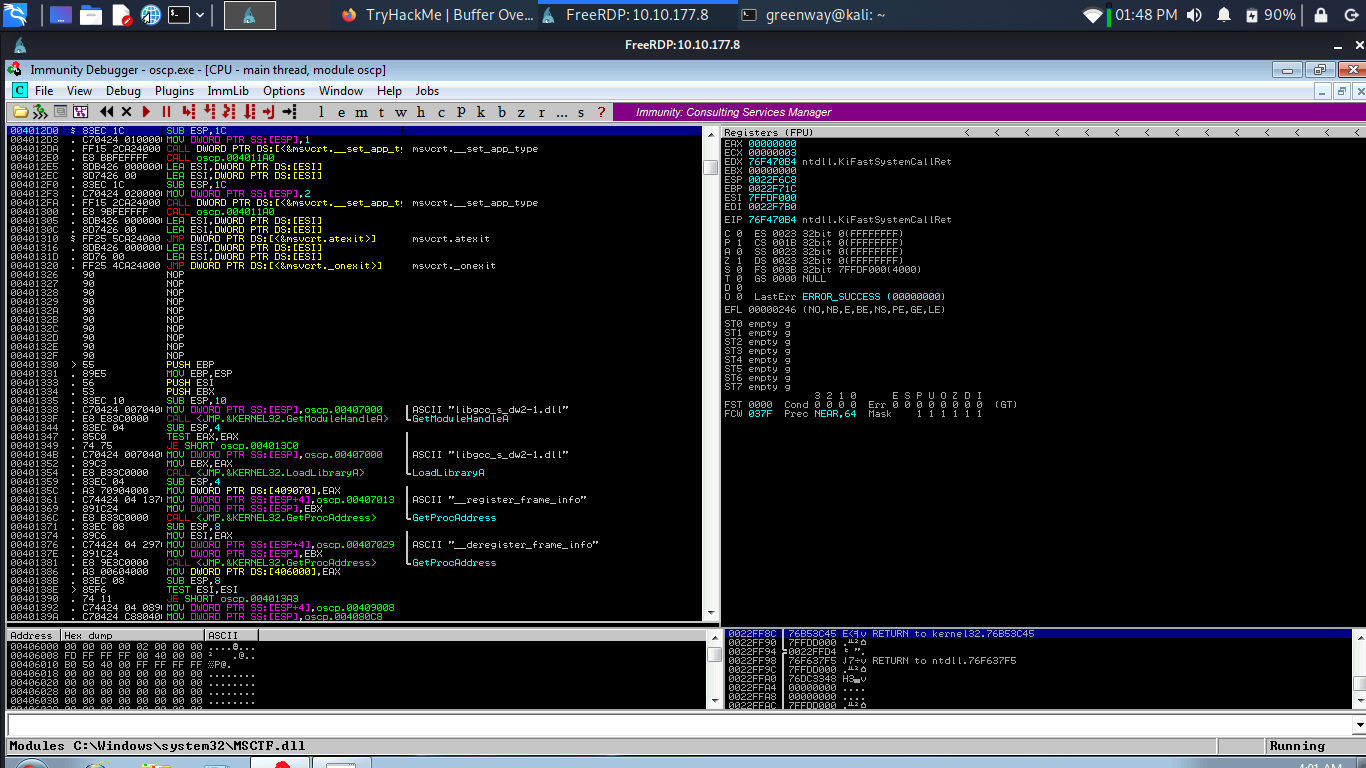 TryHackMe | Buffer Ove... FreeRDP: 10.10.177.8 greenway@kali: ~ 01:48 PM 90%
FreeRDP: 10.10.177.8
Immunity Debugger - oscp.exe - [CPU - main thread, module oscp]
C File View Debug Plugins ImmLib Options Window Help Jobs
l e m t w h c p k b z r ... s ? Immunity: Consulting Services Manager
004012D0 $ 83EC 1C SUB ESP,1C
004012D3 . C70424 010000 MOV DWORD PTR SS:[ESP],1
004012DA . FF15 2CA24000 CALL DWORD PTR DS:[<&msvcrt.__set_app_ty msvcrt.__set_app_type
004012E0 . E8 BBFEFFFF CALL oscp.004011A0
004012E5 . 8DB426 000000 LEA ESI,DWORD PTR DS:[ESI]
004012EC . 8D7426 00 LEA ESI,DWORD PTR DS:[ESI]
004012F0 . 83EC 1C SUB ESP,1C
004012F3 . C70424 020000 MOV DWORD PTR SS:[ESP],2
004012FA . FF15 2CA24000 CALL DWORD PTR DS:[<&msvcrt.__set_app_ty msvcrt.__set_app_type
00401300 . E8 9BFEFFFF CALL oscp.004011A0
00401305 . 8DB426 000000 LEA ESI,DWORD PTR DS:[ESI]
0040130C . 8D7426 00 LEA ESI,DWORD PTR DS:[ESI]
00401310 $ FF25 5CA24000 JMP DWORD PTR DS:[<&msvcrt.atexit>] msvcrt.atexit
00401316 . 8DB426 000000 LEA ESI,DWORD PTR DS:[ESI]
0040131D . 8D76 00 LEA ESI,DWORD PTR DS:[ESI]
00401320 . FF25 4CA24000 JMP DWORD PTR DS:[<&msvcrt._onexit>] msvcrt._onexit
00401326 90 NOP
00401327 90 NOP
00401328 90 NOP
00401329 90 NOP
0040132A 90 NOP
0040132B 90 NOP
0040132C 90 NOP
0040132D 90 NOP
0040132E 90 NOP
0040132F 90 NOP
00401330 > 55 PUSH EBP
00401331 . 89E5 MOV EBP,ESP
00401333 . 56 PUSH ESI
00401334 . 53 PUSH EBX
00401335 . 83EC 10 SUB ESP,10
00401338 . C70424 007040 MOV DWORD PTR SS:[ESP],oscp.00407000 ASCII "libgcc_s_dw2-1.dll"
0040133F . E8 E83C0000 CALL <JMP.&KERNEL32.GetModuleHandleA> GetModuleHandleA
00401344 . 83EC 04 SUB ESP,4
00401347 . 85C0 TEST EAX,EAX
00401349 . 74 75 JE SHORT oscp.004013C0
0040134B . C70424 007040 MOV DWORD PTR SS:[ESP],oscp.00407000 ASCII "libgcc_s_dw2-1.dll"
00401352 . 89C3 MOV EBX,EAX
00401354 . E8 B33C0000 CALL <JMP.&KERNEL32.LoadLibraryA> LoadLibraryA
00401359 . 83EC 04 SUB ESP,4
0040135C . A3 70904000 MOV DWORD PTR DS:[409070],EAX
00401361 . C74424 04 1370 MOV DWORD PTR SS:[ESP+4],oscp.00407013 ASCII "__register_frame_info"
00401369 . 891C24 MOV DWORD PTR SS:[ESP],EBX
0040136C . E8 B33C0000 CALL <JMP.&KERNEL32.GetProcAddress> GetProcAddress
00401371 . 83EC 08 SUB ESP,8
00401374 . 89C6 MOV ESI,EAX
00401376 . C74424 04 2970 MOV DWORD PTR SS:[ESP+4],oscp.00407029 ASCII "__deregister_frame_info"
0040137E . 891C24 MOV DWORD PTR SS:[ESP],EBX
00401381 . E8 9E3C0000 CALL <JMP.&KERNEL32.GetProcAddress> GetProcAddress
00401386 . A3 00604000 MOV DWORD PTR DS:[406000],EAX
0040138B . 83EC 08 SUB ESP,8
0040138E > 85F6 TEST ESI,ESI
00401390 . 74 11 JE SHORT oscp.004013A3
00401392 . C74424 04 0890 MOV DWORD PTR SS:[ESP+4],oscp.00409008
0040139A . C70424 C88040 MOV DWORD PTR SS:[ESP],oscp.004080C8
Registers (FPU) < < < < < < < < < < < < < <
EAX 00000000
ECX 00000003
EDX 76F470B4 ntdll.KiFastSystemCallRet
EBX 00000000
ESP 0022F6C8
EBP 0022F71C
ESI 7FFDF000
EDI 0022F7B0
EIP 76F470B4 ntdll.KiFastSystemCallRet
C 0 ES 0023 32bit 0(FFFFFFFF)
P 1 CS 001B 32bit 0(FFFFFFFF)
A 0 SS 0023 32bit 0(FFFFFFFF)
Z 1 DS 0023 32bit 0(FFFFFFFF)
S 0 FS 003B 32bit 7FFDF000(4000)
T 0 GS 0000 NULL
D 0
O 0 LastErr ERROR_SUCCESS (00000000)
EFL 00000246 (NO,NB,E,BE,NS,PE,GE,LE)
ST0 empty g
ST1 empty g
ST2 empty g
ST3 empty g
ST4 empty g
ST5 empty g
ST6 empty g
ST7 empty g
3 2 1 0 E S P U O Z D I
FST 0000 Cond 0 0 0 0 Err 0 0 0 0 0 0 0 0 (GT)
FCW 037F Prec NEAR,64 Mask 1 1 1 1 1 1
Address Hex dump ASCII
00406000 00 00 00 00 02 00 00 00
00406008 FD FF FF FF 00 40 00 00
00406010 B0 50 40 00 FF FF FF FF
00406018 00 00 00 00 00 00 00 00 ........
00406020 00 00 00 00 00 00 00 00 ........
00406028 00 00 00 00 00 00 00 00 ........
00406030 00 00 00 00 00 00 00 00 ........
0022FF8C 76B53C45 RETURN to kernel32.76B53C45
0022FF90 7FFDD000
0022FF94 0022FFD4
0022FF98 76F637F5 RETURN to ntdll.76F637F5
0022FF9C 7FFDD000
0022FFA0 76DC3348
0022FFA4 00000000 ....
0022FFA8 00000000 ....
0022FFAC 7FFDD000
Modules C:\Windows\system32\MSCTF.dll Running
4:01 AM